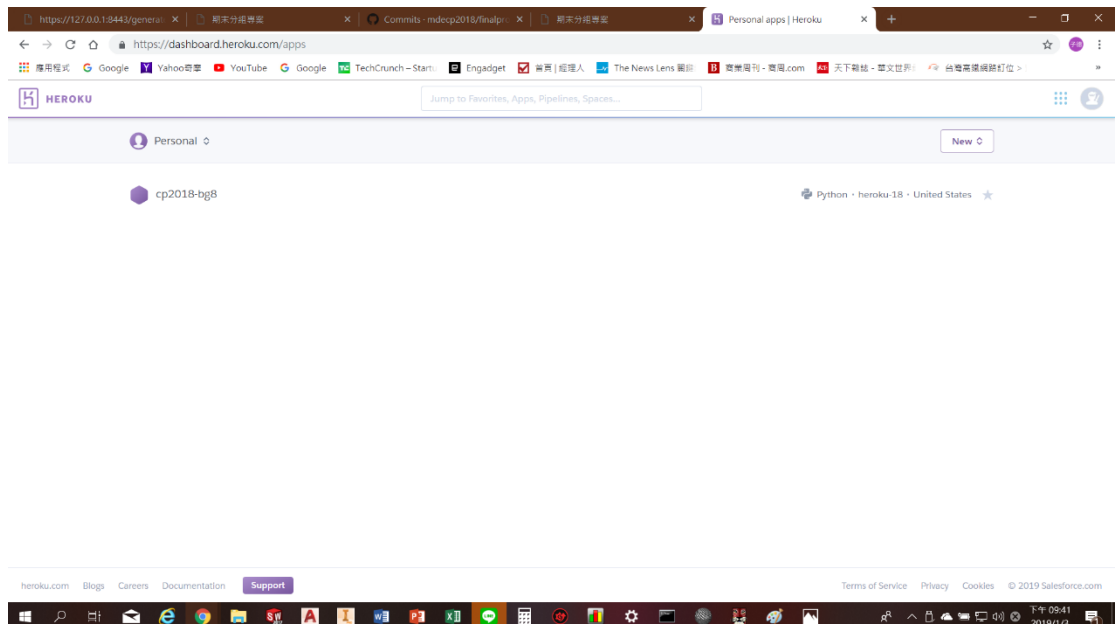 https://127.0.0.1:8443/generat
期末分組專案
Commits - mdecp2018/finalpro
期末分組專案
Personal apps | Heroku
https://dashboard.heroku.com/apps
應用程式
Google
Yahoo奇摩
YouTube
Google
TechCrunch – Start
Engadget
首頁 | 經理人
The News Lens
商業周刊 - 商周.com
天下雜誌 - 華文世界
台灣高鐵網路訂位 >
HEROKU
Jump to Favorites, Apps, Pipelines, Spaces...
Personal
New
cp2018-bg8
Python · heroku-18 · United States
heroku.com
Blogs
Careers
Documentation
Support
Terms of Service
Privacy
Cookies
© 2019 Salesforce.com
下午 09:41
2019/1/3